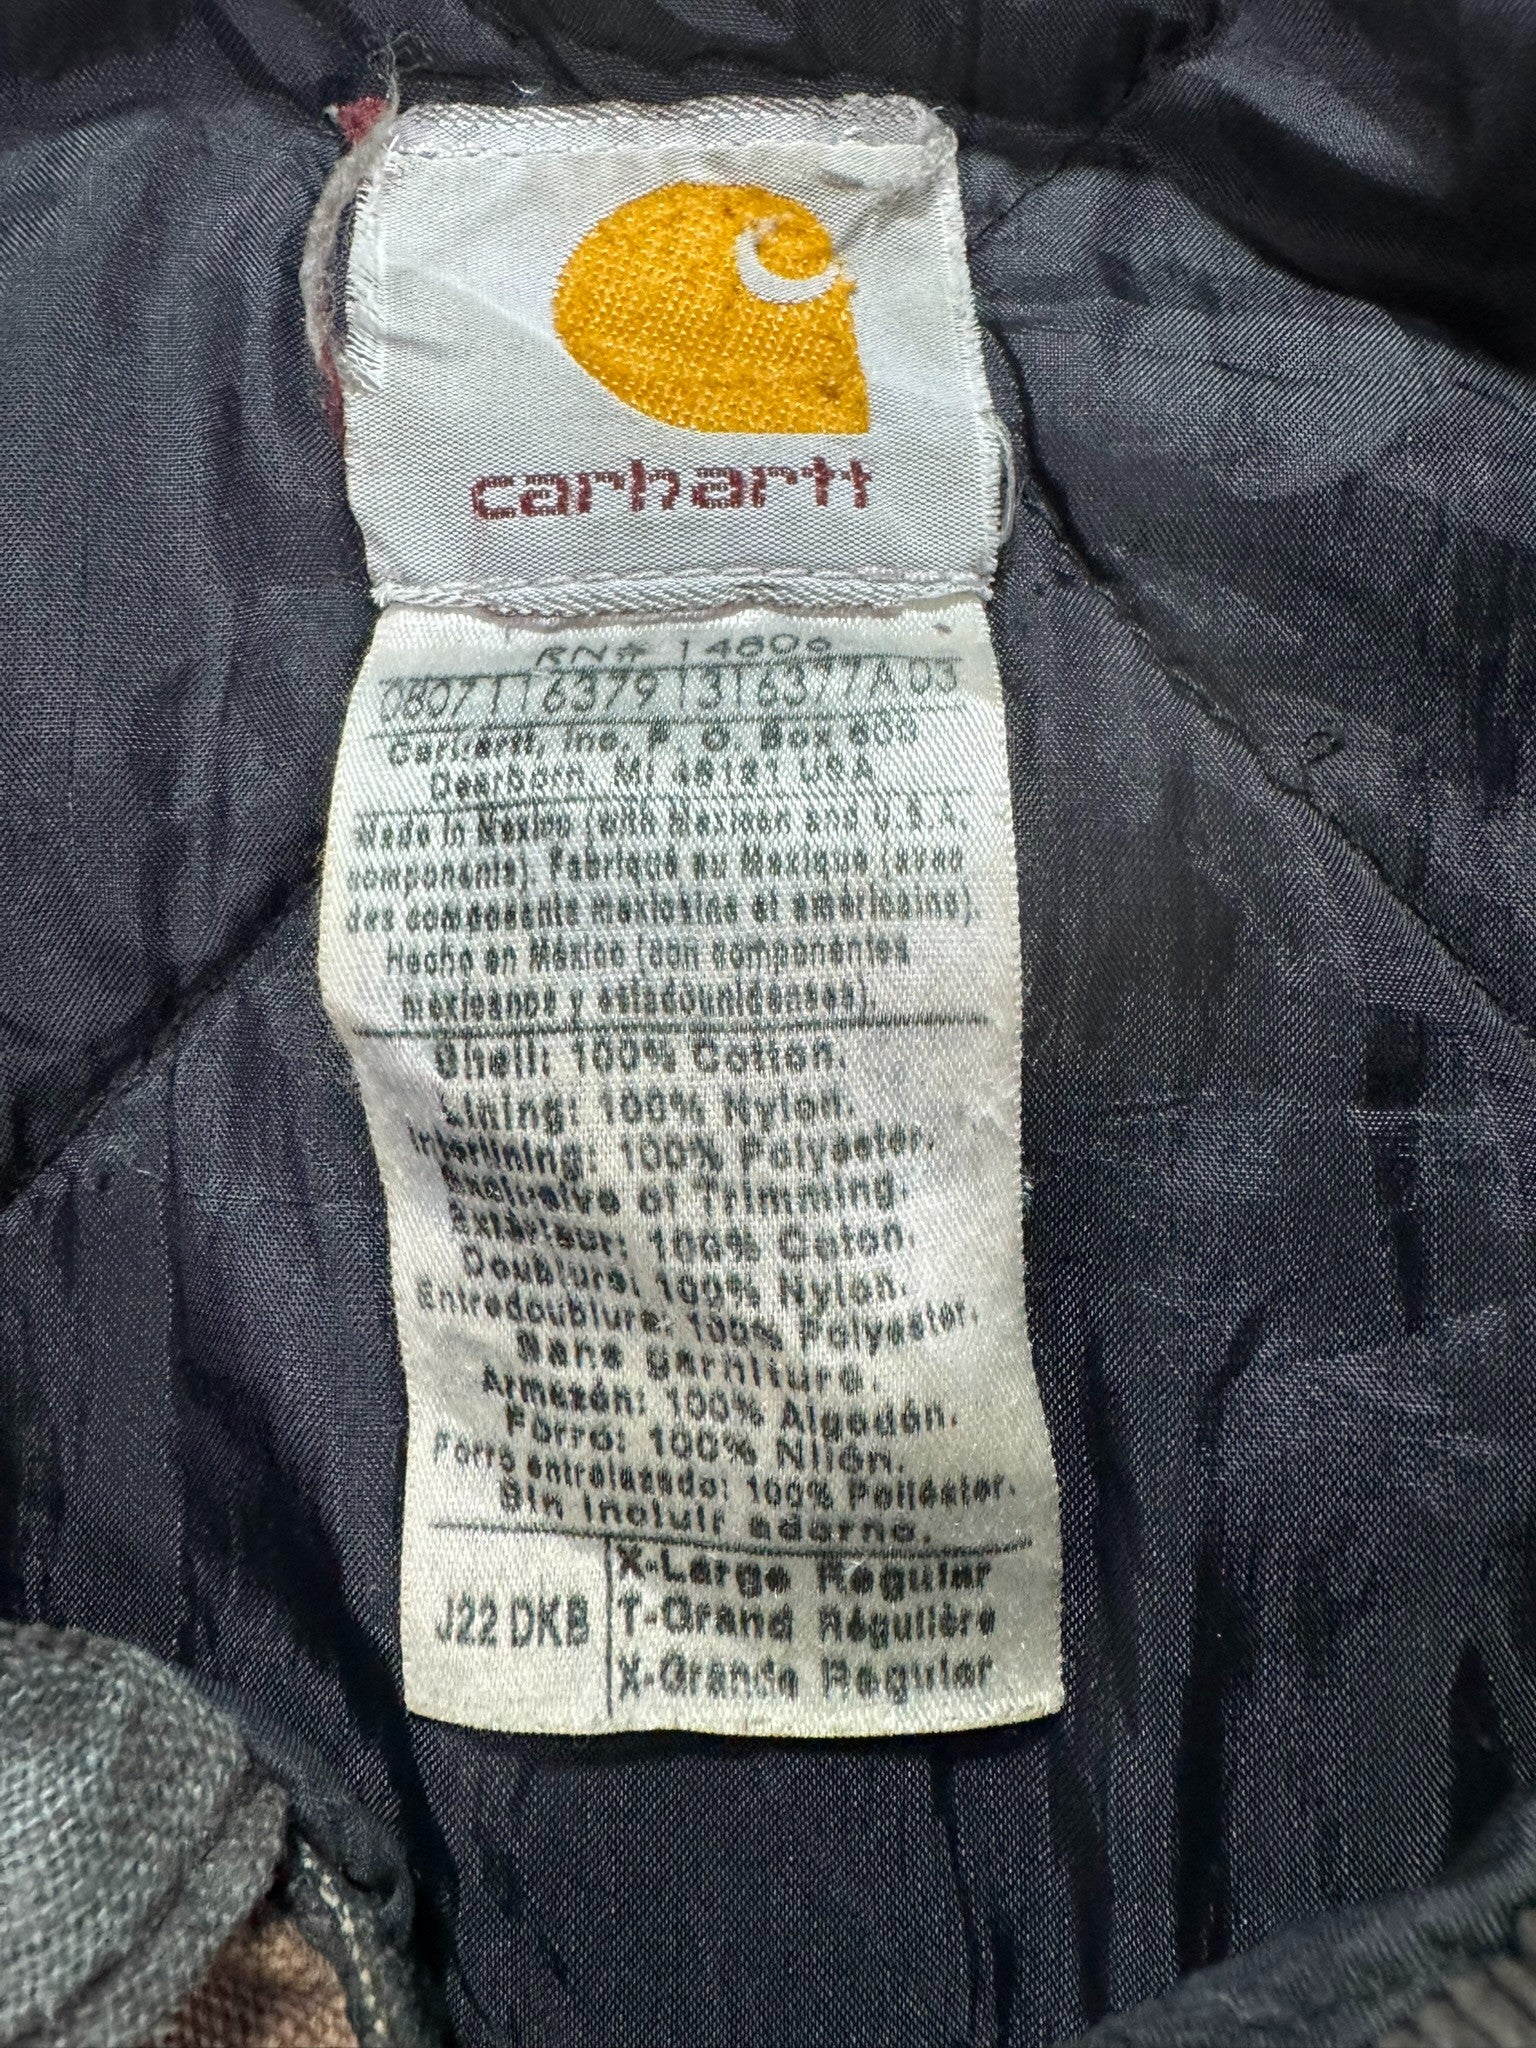 carhartt
RN# 14806
080711637913163777A03
Carhartt, Inc. P. O. Box 600
Dearborn, MI 48121 USA
Made in Mexico (with Mexican and U.S.A.
components). Fabriqué au Mexique (avec
des composants mexicains et américains).
Hecho en México (con componentes
mexicanos y estadounidenses).
Shell: 100% Cotton.
Lining: 100% Nylon.
Interlining: 100% Polyester.
Exclusive of Trimming.
Extérieur: 100% Coton.
Doublure: 100% Nylon.
Entredoublure: 100% Polyester.
Sans garniture.
Armazón: 100% Algodón.
Forro: 100% Nilón.
Forro entrelazado: 100% Poliéster.
Sin incluir adorno.
J22 DKB
X-Large Regular
T-Grand Régulière
X-Grande Regular